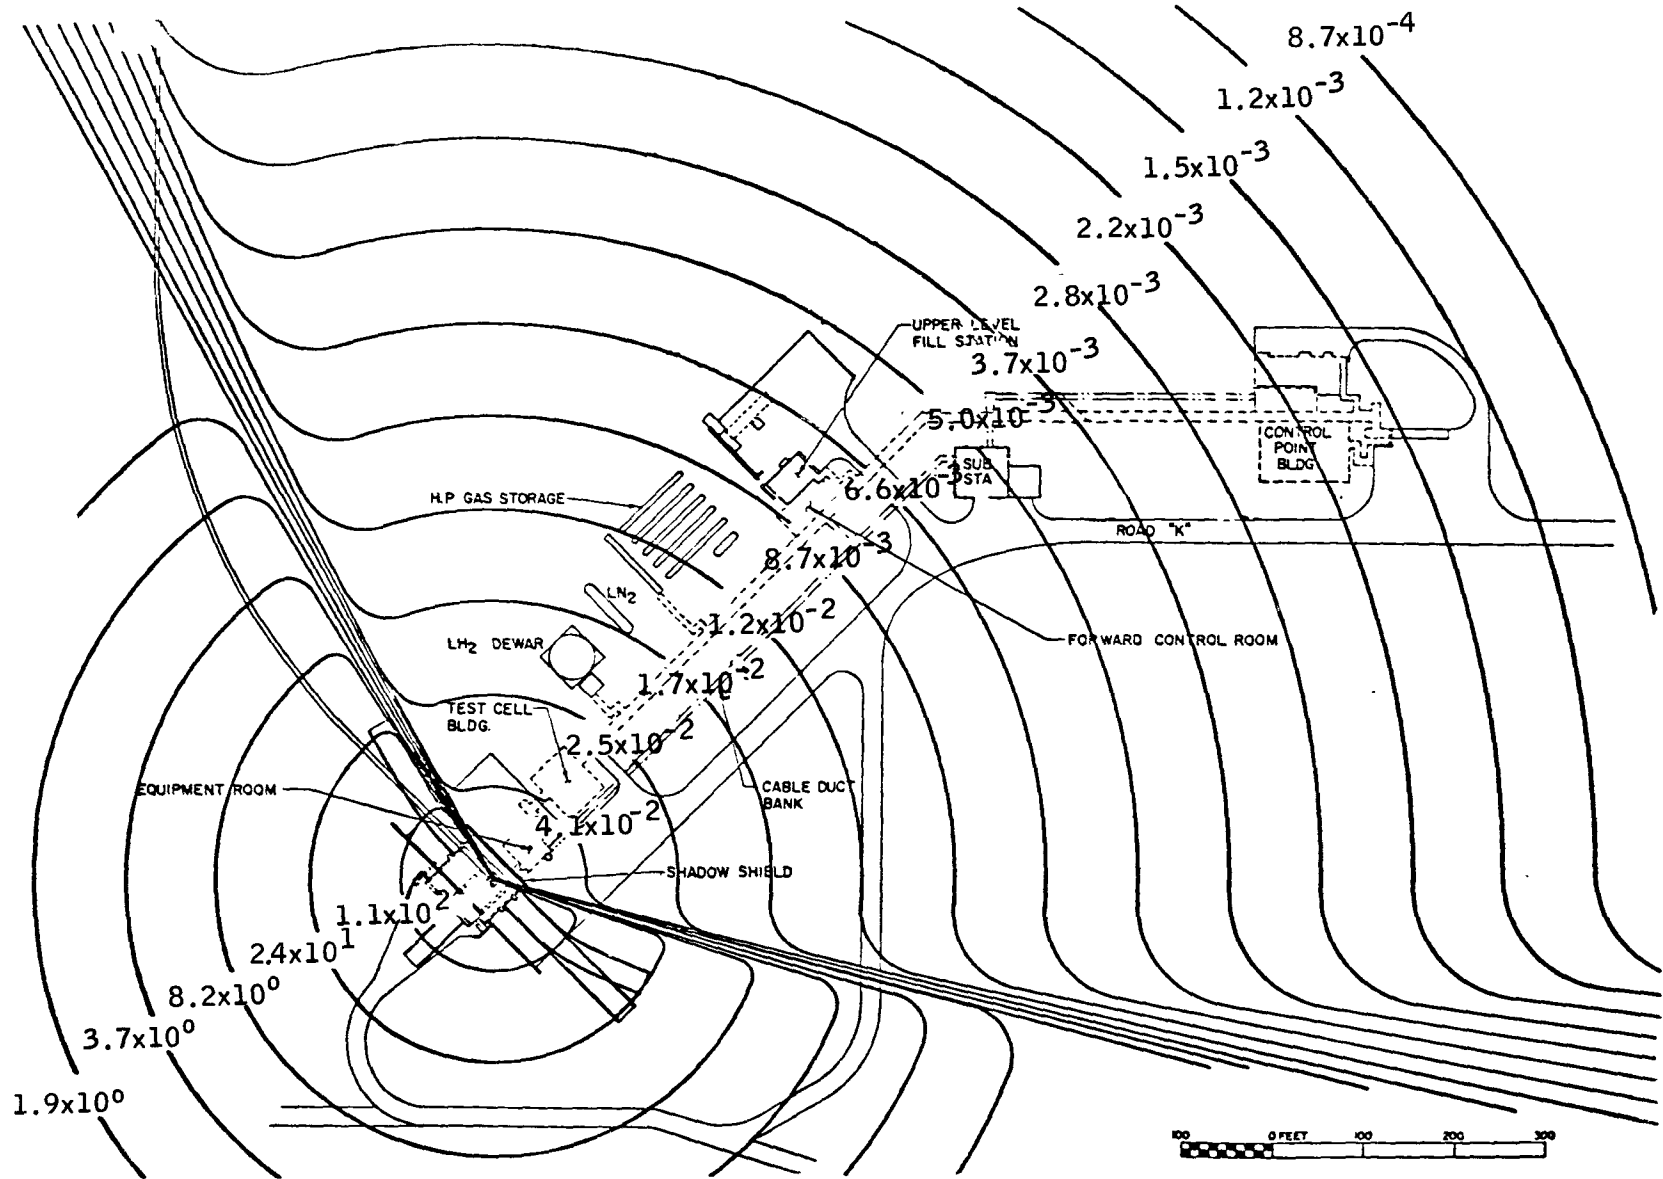 8.7x10⁻⁴
1.2x10⁻³
1.5x10⁻³
2.2x10⁻³
2.8x10⁻³
UPPER LEVEL
FILL STATION
3.7x10⁻³
5.0x10⁻³
CONTROL
POINT
BLDG
SUB
STA
6.6x10⁻³
H.P GAS STORAGE
ROAD "K"
8.7x10⁻³
LN₂
1.2x10⁻²
FORWARD CONTROL ROOM
LH₂ DEWAR
1.7x10⁻²
TEST CELL
BLDG.
2.5x10⁻²
EQUIPMENT ROOM
CABLE DUCT
BANK
4.1x10⁻²
SHADOW SHIELD
1.1x10²
2.4x10¹
8.2x10⁰
3.7x10⁰
1.9x10⁰
100 0 FEET 100 200 300